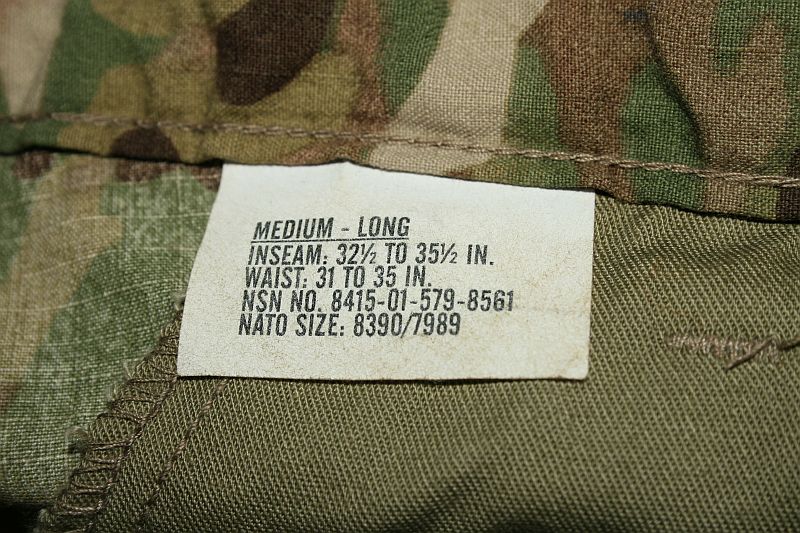 MEDIUM - LONG
INSEAM: 32½ TO 35½ IN.
WAIST: 31 TO 35 IN.
NSN NO. 8415-01-579-8561
NATO SIZE: 8390/7989